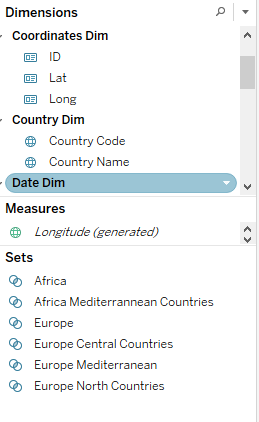 Dimensions
Coordinates Dim
ID
Lat
Long
Country Dim
Country Code
Country Name
Date Dim
Measures
Longitude (generated)
Sets
Africa
Africa Mediterrannean Countries
Europe
Europe Central Countries
Europe Mediterranean
Europe North Countries